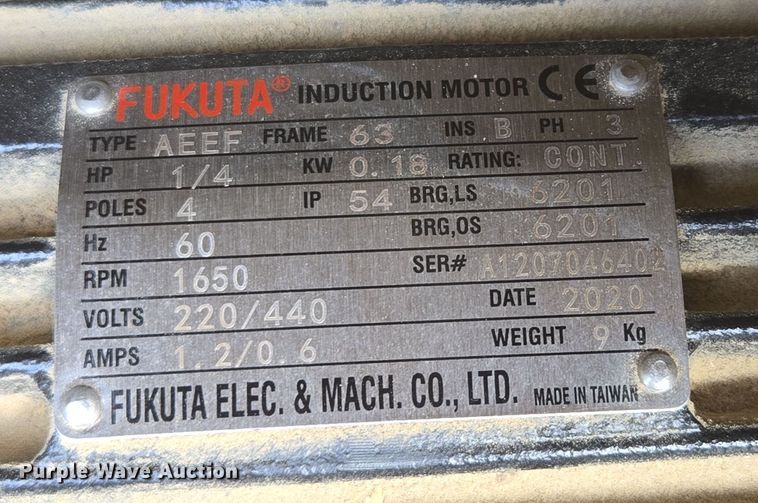 FUKUTA® INDUCTION MOTOR CE
TYPE AEEF FRAME 63 INS B PH 3
HP 1/4 KW 0.18 RATING: CONT.
POLES 4 IP 54 BRG,LS 6201
Hz 60 BRG,OS 6201
RPM 1650 SER# A1207046402
VOLTS 220/440 DATE 2020
AMPS 1.2/0.6 WEIGHT 9 Kg
FUKUTA ELEC. & MACH. CO., LTD. MADE IN TAIWAN
Purple Wave Auction